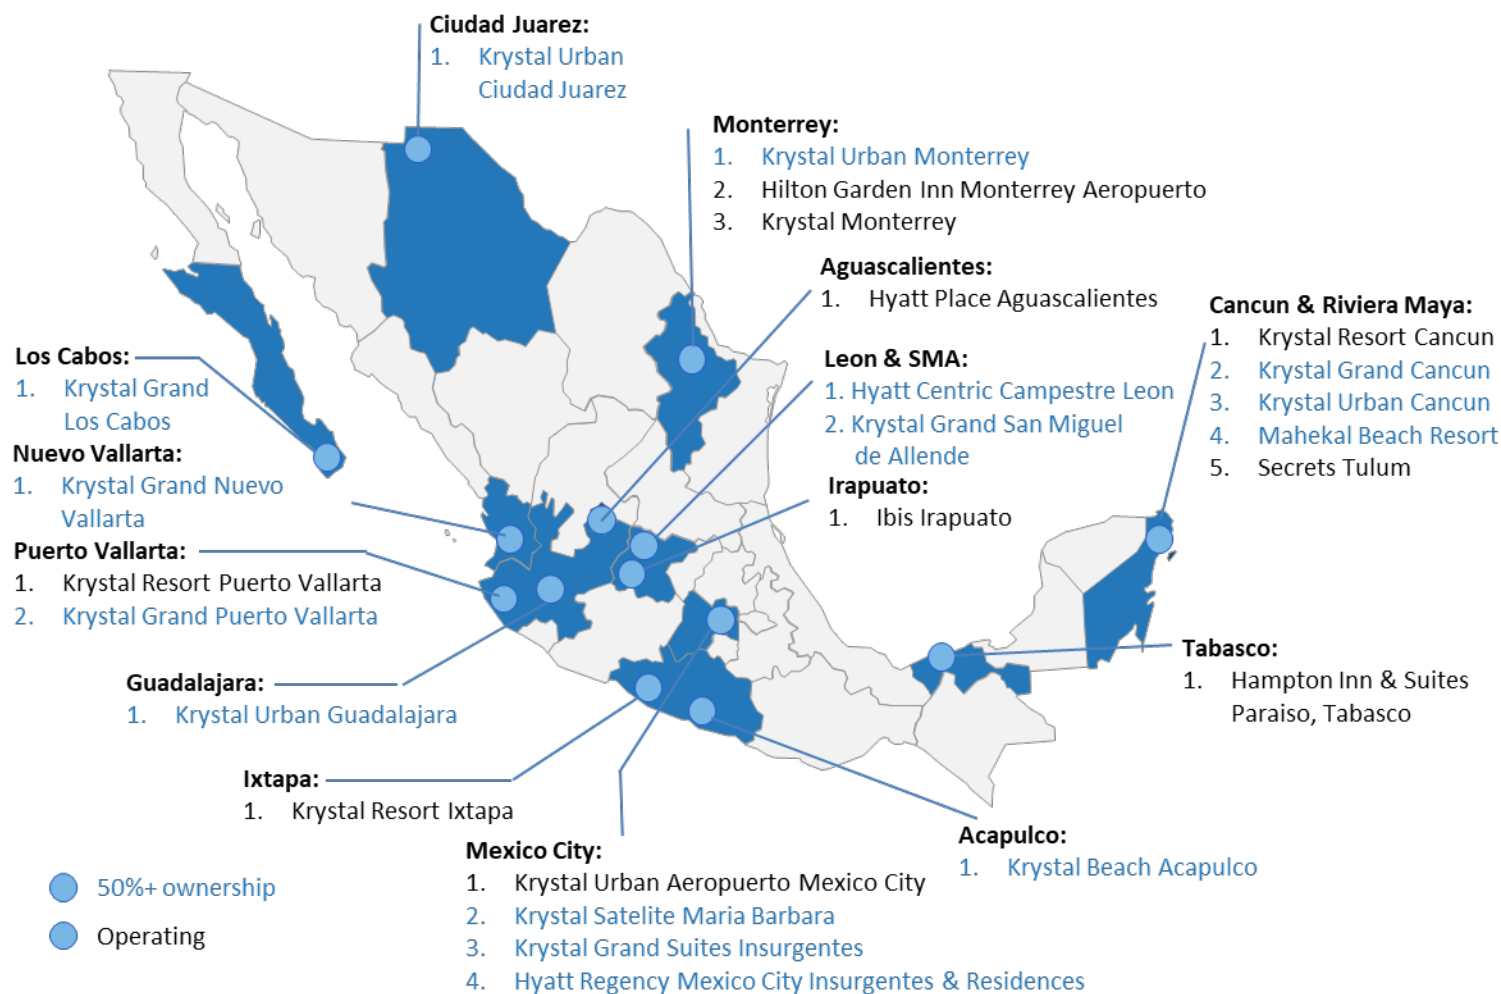 Ciudad Juarez:
1. Krystal Urban
Ciudad Juarez
Monterrey:
1. Krystal Urban Monterrey
2. Hilton Garden Inn Monterrey Aeropuerto
3. Krystal Monterrey
Aguascalientes:
1. Hyatt Place Aguascalientes
Cancun & Riviera Maya:
1. Krystal Resort Cancun
2. Krystal Grand Cancun
3. Krystal Urban Cancun
4. Mahekal Beach Resort
5. Secrets Tulum
Los Cabos:
1. Krystal Grand
Los Cabos
Leon & SMA:
1. Hyatt Centric Campestre Leon
2. Krystal Grand San Miguel
de Allende
Nuevo Vallarta:
1. Krystal Grand Nuevo
Vallarta
Irapuato:
1. Ibis Irapuato
Puerto Vallarta:
1. Krystal Resort Puerto Vallarta
2. Krystal Grand Puerto Vallarta
Tabasco:
1. Hampton Inn & Suites
Paraiso, Tabasco
Guadalajara:
1. Krystal Urban Guadalajara
Ixtapa:
1. Krystal Resort Ixtapa
Acapulco:
1. Krystal Beach Acapulco
Mexico City:
1. Krystal Urban Aeropuerto Mexico City
2. Krystal Satelite Maria Barbara
3. Krystal Grand Suites Insurgentes
4. Hyatt Regency Mexico City Insurgentes & Residences
50%+ ownership
Operating